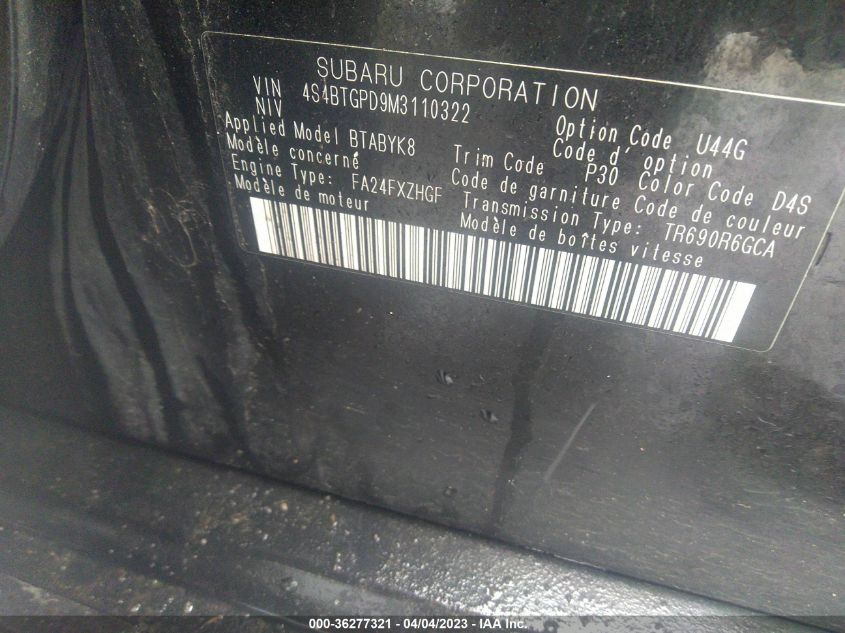 SUBARU CORPORATION
VIN 4S4BTGPD9M3110322
NIV
Option Code U44G
Code d'option
Applied Model BTABYK8
Modèle concerné
Trim Code P30 Color Code D4S
Code de garniture Code de couleur
Engine Type: FA24FXZHGF
Modèle de moteur
Transmission Type: TR690R6GCA
Modèle de boîtes vitesse
000-36277321 - 04/04/2023 - IAA Inc.